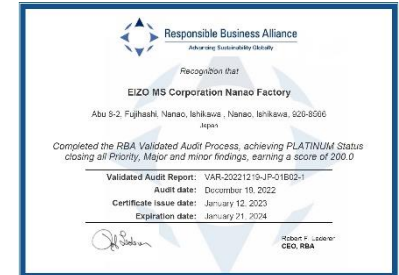 Responsible Business Alliance
Advancing Sustainability Globally
Recognition that
EIZO MS Corporation Nanao Factory
Abu 8-2, Fujihashi, Nanao, Ishikawa , Nanao, Ishikawa, 926-8566
Japan
Completed the RBA Validated Audit Process, achieving PLATINUM Status
closing all Priority, Major and minor findings, earning a score of 200.0
Validated Audit Report: VAR-20221219-JP-01B02-1
Audit date: December 19, 2022
Certificate issue date: January 12, 2023
Expiration date: January 21, 2024
Robert F. Lederer
CEO, RBA